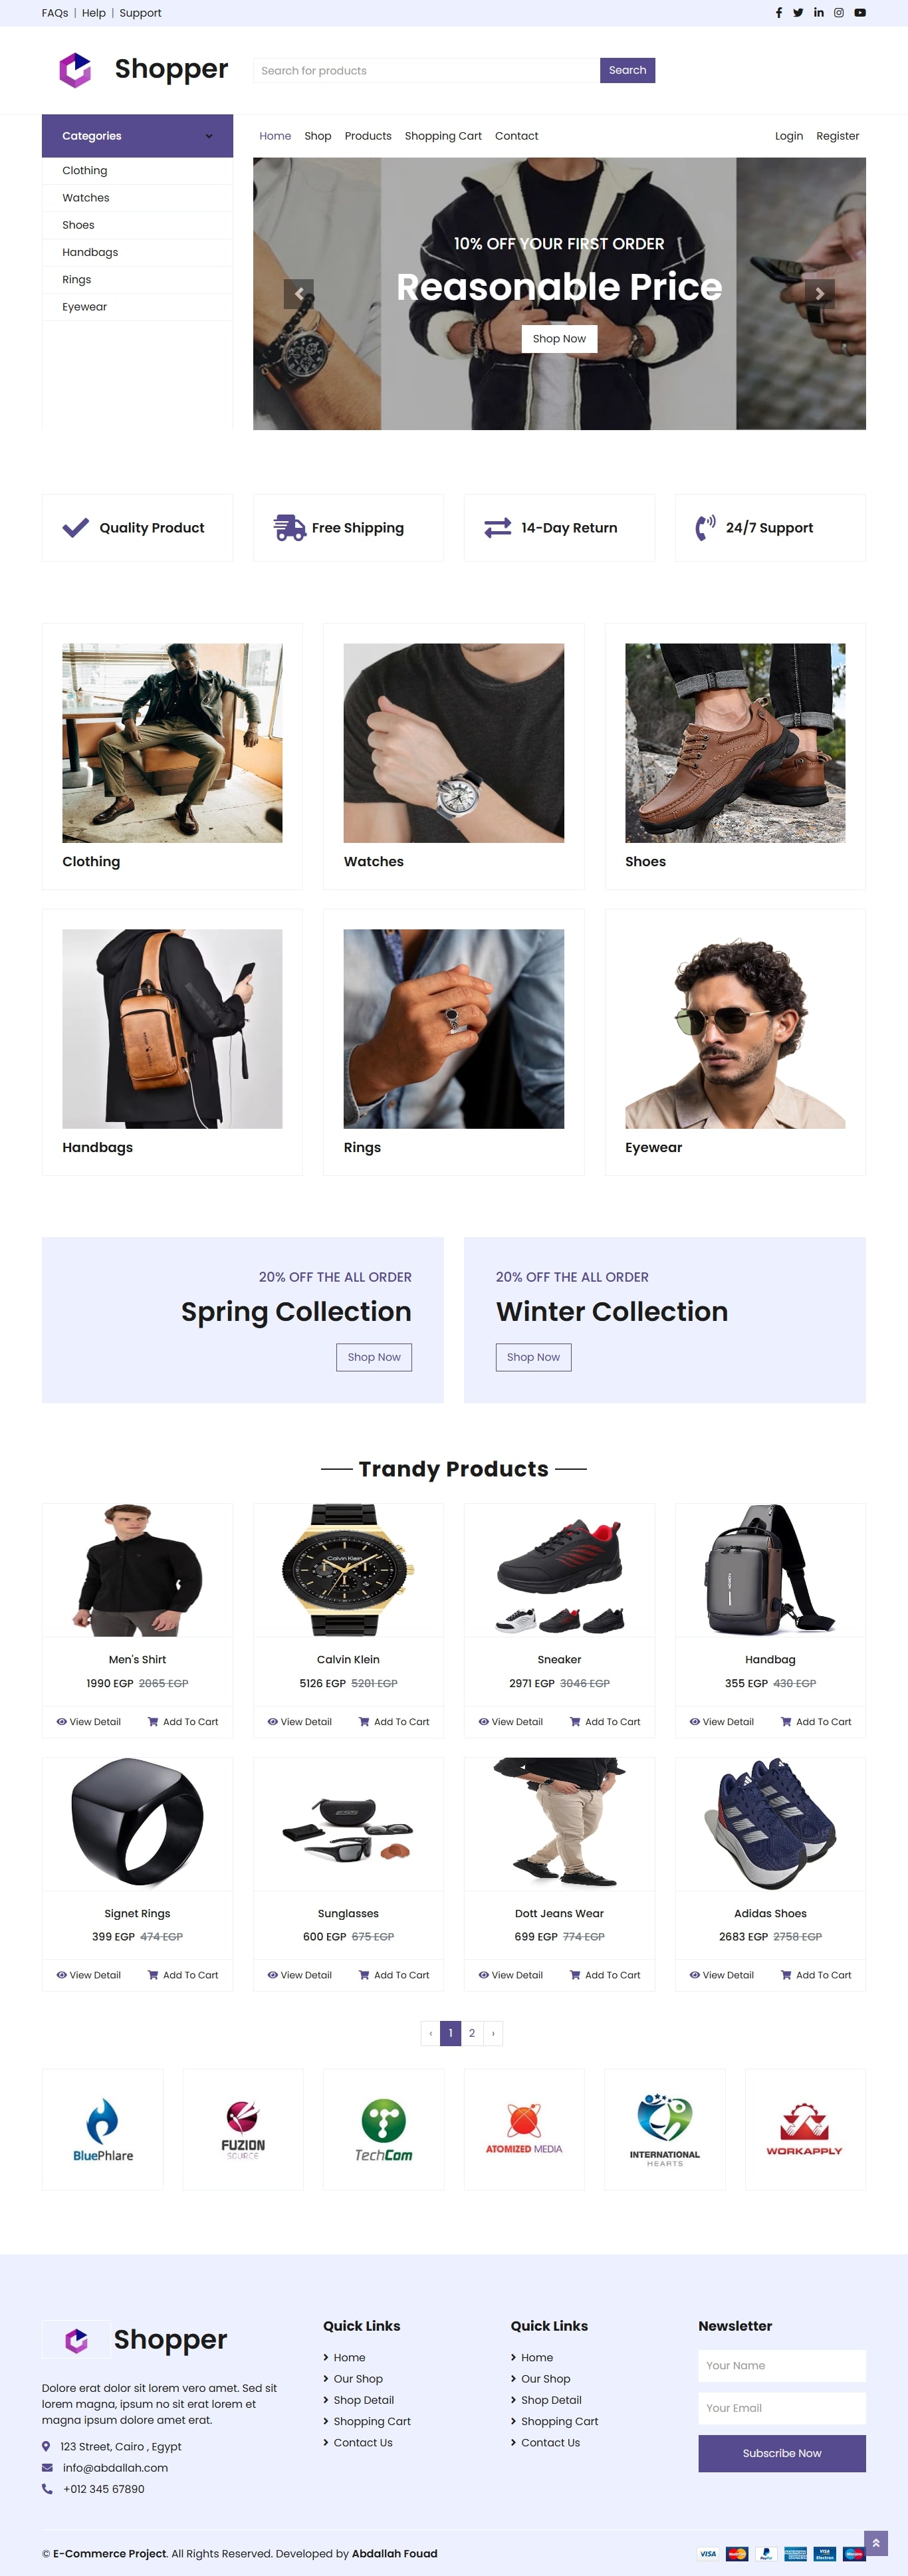 FAQs | Help | Support
Shopper
Search for products
Search
Categories
Home Shop Products Shopping Cart Contact Login Register
Clothing
Watches
Shoes
Handbags
Rings
Eyewear
10% OFF YOUR FIRST ORDER
Reasonable Price
Shop Now
Quality Product
Free Shipping
14-Day Return
24/7 Support
Clothing
Watches
Shoes
Handbags
Rings
Eyewear
20% OFF THE ALL ORDER
Spring Collection
Shop Now
20% OFF THE ALL ORDER
Winter Collection
Shop Now
Trandy Products
Calvin Klein
Men's Shirt
1990 EGP 2065 EGP
View Detail Add To Cart
Calvin Klein
5126 EGP 5201 EGP
View Detail Add To Cart
Sneaker
2971 EGP 3046 EGP
View Detail Add To Cart
Handbag
355 EGP 430 EGP
View Detail Add To Cart
ESS
Signet Rings
399 EGP 474 EGP
View Detail Add To Cart
Sunglasses
600 EGP 675 EGP
View Detail Add To Cart
Dott Jeans Wear
699 EGP 774 EGP
View Detail Add To Cart
Adidas Shoes
2683 EGP 2758 EGP
View Detail Add To Cart
‹ 1 2 ›
BluePhlare
FUZION
SOURCE
TechCom
ATOMIZED MEDIA
INTERNATIONAL
HEARTS
WORKAPPLY
Shopper
Dolore erat dolor sit lorem vero amet. Sed sit
lorem magna, ipsum no sit erat lorem et
magna ipsum dolore amet erat.
123 Street, Cairo , Egypt
info@abdallah.com
+012 345 67890
Quick Links
Home
Our Shop
Shop Detail
Shopping Cart
Contact Us
Quick Links
Home
Our Shop
Shop Detail
Shopping Cart
Contact Us
Newsletter
Your Name
Your Email
Subscribe Now
© E-Commerce Project. All Rights Reserved. Developed by Abdallah Fouad
VISA
PayPal
VISA
Electron